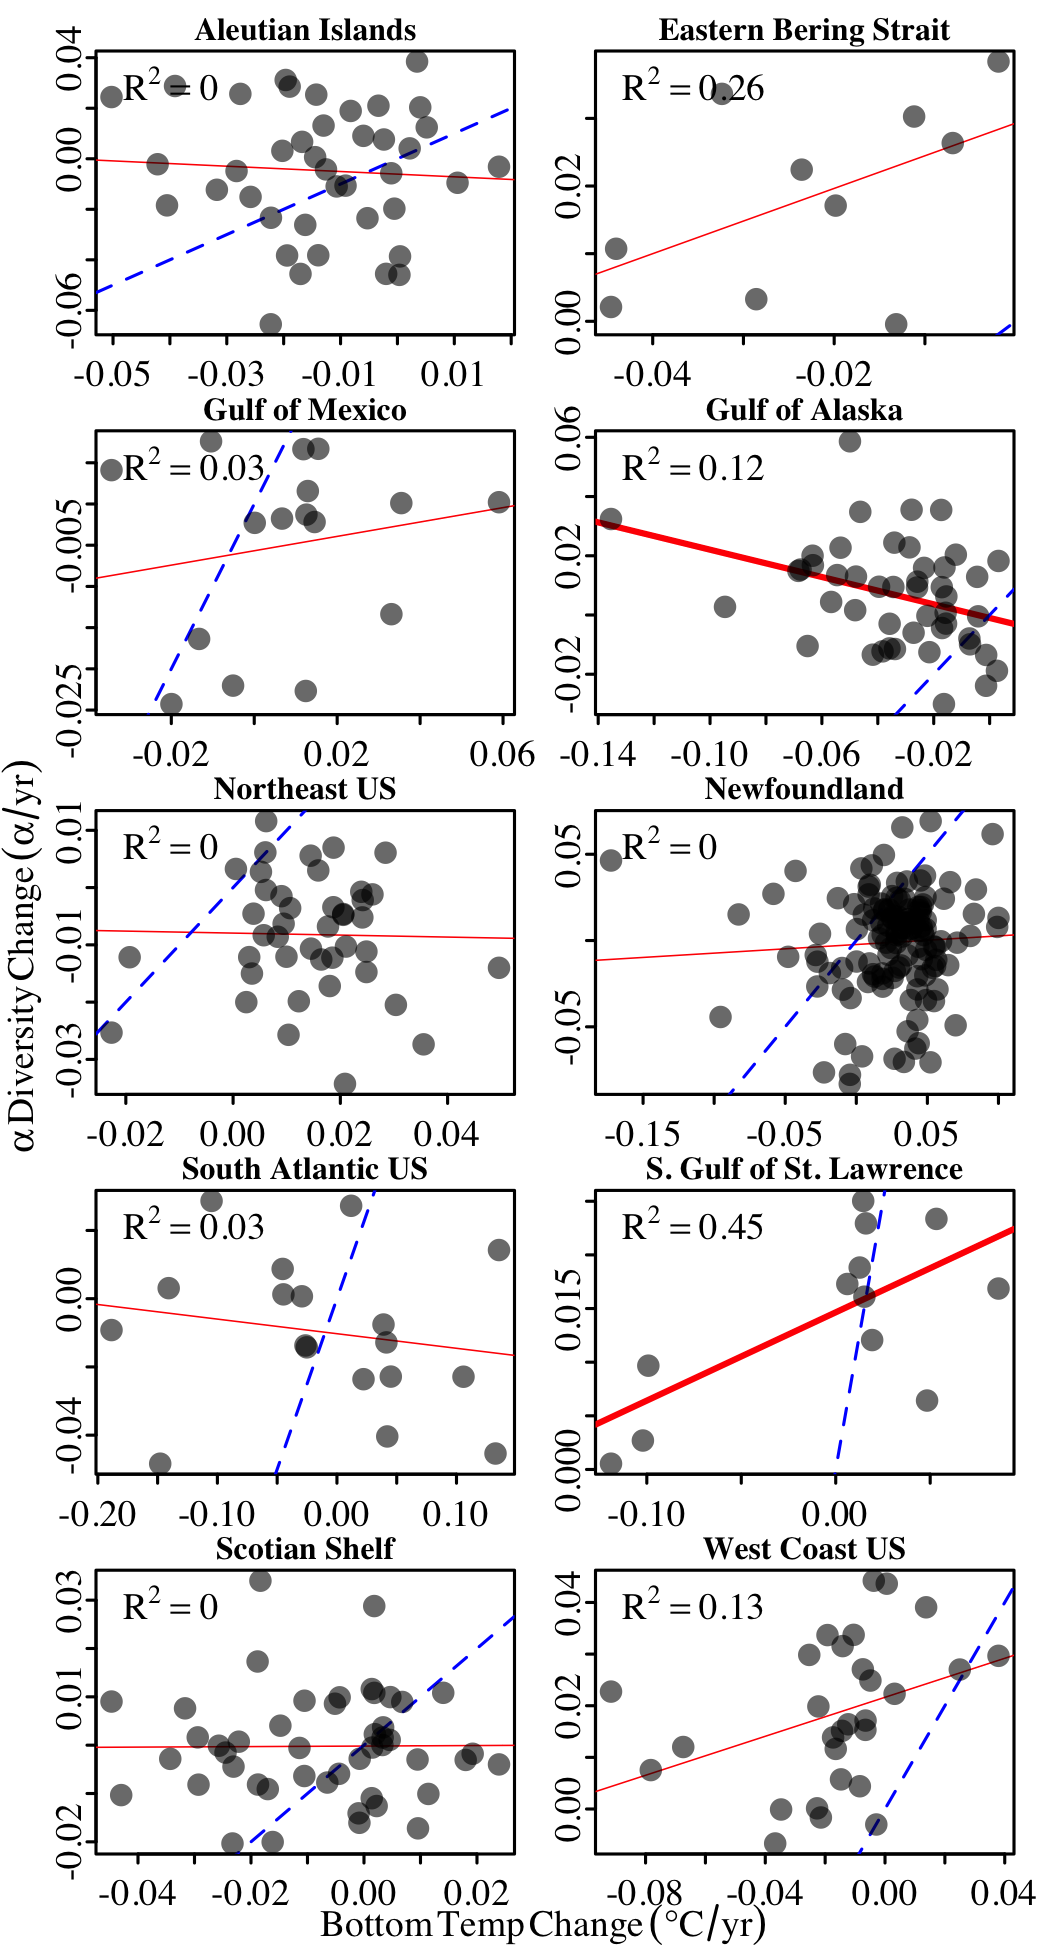 Aleutian Islands
R² = 0
0.04
0.00
-0.06
-0.05 -0.03 -0.01 0.01
Eastern Bering Strait
R² = 0.26
0.02
0.00
-0.04 -0.02
Gulf of Mexico
R² = 0.03
-0.005
-0.025
-0.02 0.02 0.06
Gulf of Alaska
R² = 0.12
0.06
0.02
-0.02
-0.14 -0.10 -0.06 -0.02
Northeast US
R² = 0
0.01
-0.01
-0.03
-0.02 0.00 0.02 0.04
Newfoundland
R² = 0
0.05
-0.05
-0.15 -0.05 0.05
South Atlantic US
R² = 0.03
0.00
-0.04
-0.20 -0.10 0.00 0.10
S. Gulf of St. Lawrence
R² = 0.45
0.015
0.000
-0.10 0.00
Scotian Shelf
R² = 0
0.03
0.01
-0.02
-0.04 -0.02 0.00 0.02
West Coast US
R² = 0.13
0.04
0.02
0.00
-0.08 -0.04 0.00 0.04
α Diversity Change (α/yr)
Bottom Temp Change (°C/yr)